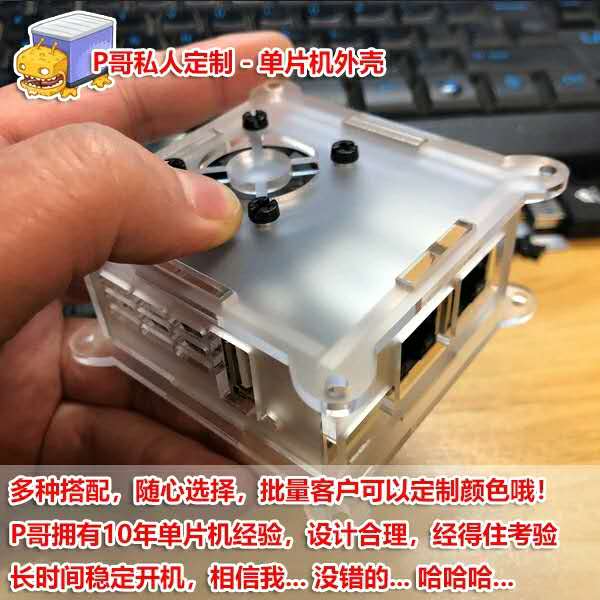 P哥私人定制 - 单片机外壳
多种搭配，随心选择，批量客户可以定制颜色哦！
P哥拥有10年单片机经验，设计合理，经得住考验
长时间稳定开机，相信我... 没错的... 哈哈哈...